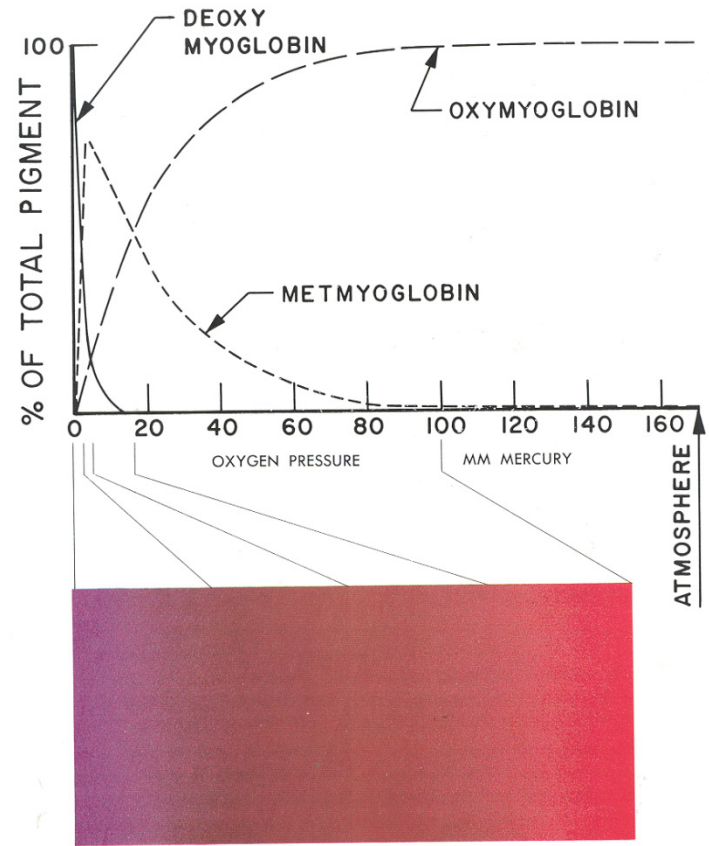 DEOXY
MYOGLOBIN
100
OXYMYOGLOBIN
% OF TOTAL PIGMENT
METMYOGLOBIN
0 20 40 60 80 100 120 140 160
OXYGEN PRESSURE MM MERCURY
ATMOSPHERE